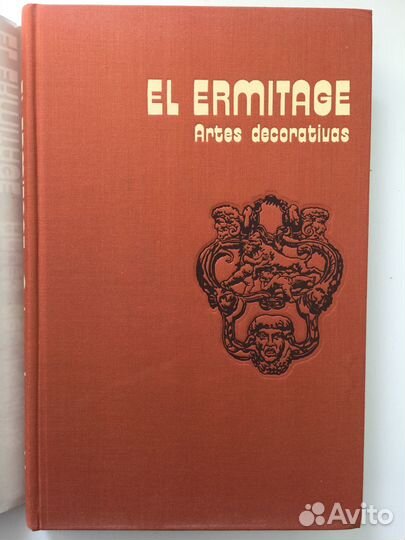 EL ERMITAGE
Artes decorativas
Avito